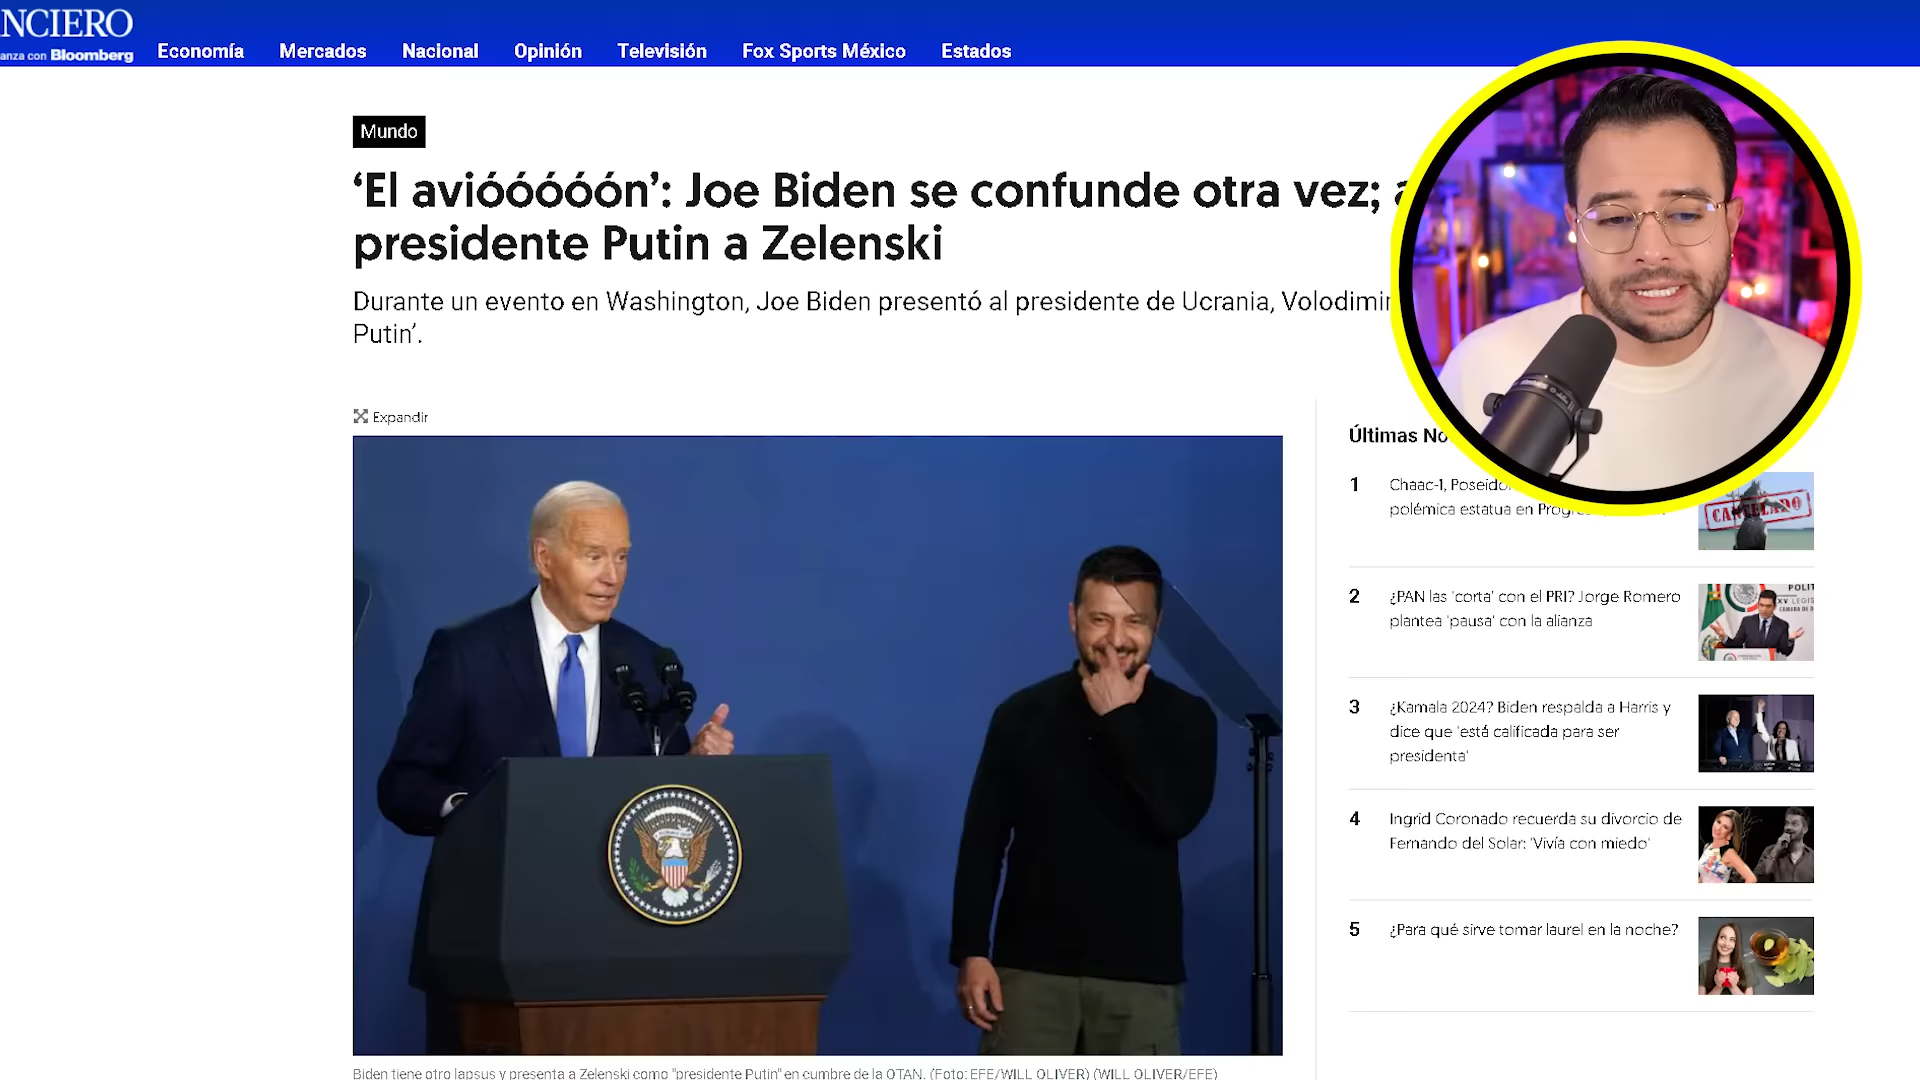 NCIERO
anza con Bloomberg
Economía Mercados Nacional Opinión Televisión Fox Sports México Estados
Mundo
‘El avióóóóón’: Joe Biden se confunde otra vez;
presidente Putin a Zelenski
Durante un evento en Washington, Joe Biden presentó al presidente de Ucrania, Volodimir
Putin’.
Expandir
Últimas No
1 Chaac-1, Poseido
polémica estatua en Progr
CANCELADO
2 ¿PAN las 'corta' con el PRI? Jorge Romero
plantea 'pausa' con la alianza
3 ¿Kamala 2024? Biden respalda a Harris y
dice que 'está calificada para ser
presidenta'
4 Ingrid Coronado recuerda su divorcio de
Fernando del Solar: 'Vivía con miedo'
5 ¿Para qué sirve tomar laurel en la noche?
Biden tiene otro lapsus y presenta a Zelenski como "presidente Putin" en cumbre de la OTAN. (Foto: EFE/WILL OLIVER) (WILL OLIVER/EFE)